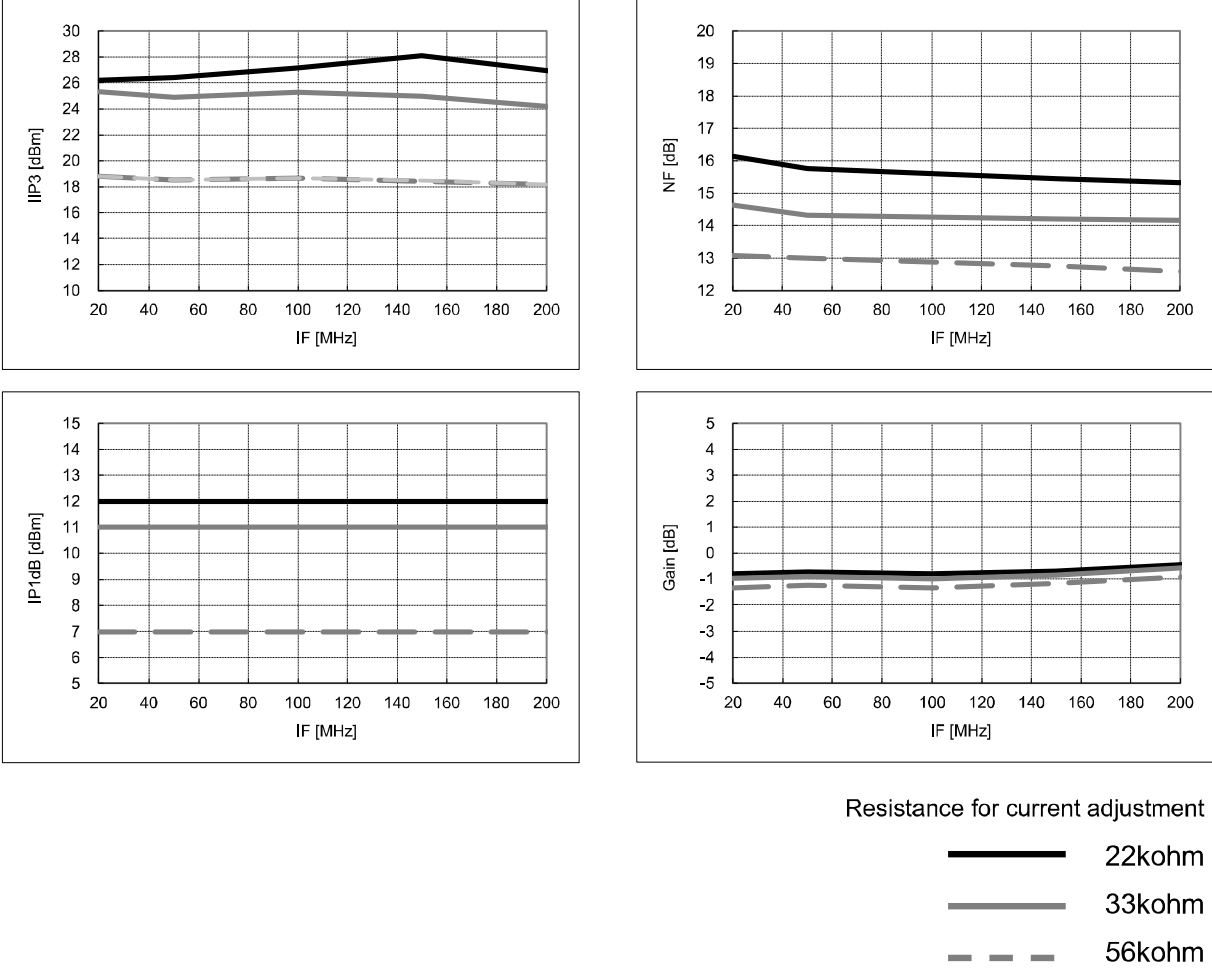 30
28
26
24
22
20
18
16
14
12
10
IIP3 [dBm]
20 40 60 80 100 120 140 160 180 200
IF [MHz]
20
19
18
17
16
15
14
13
12
NF [dB]
20 40 60 80 100 120 140 160 180 200
IF [MHz]
15
14
13
12
11
10
9
8
7
6
5
IP1dB [dBm]
20 40 60 80 100 120 140 160 180 200
IF [MHz]
5
4
3
2
1
0
-1
-2
-3
-4
-5
Gain [dB]
20 40 60 80 100 120 140 160 180 200
IF [MHz]
Resistance for current adjustment
22kohm
33kohm
56kohm